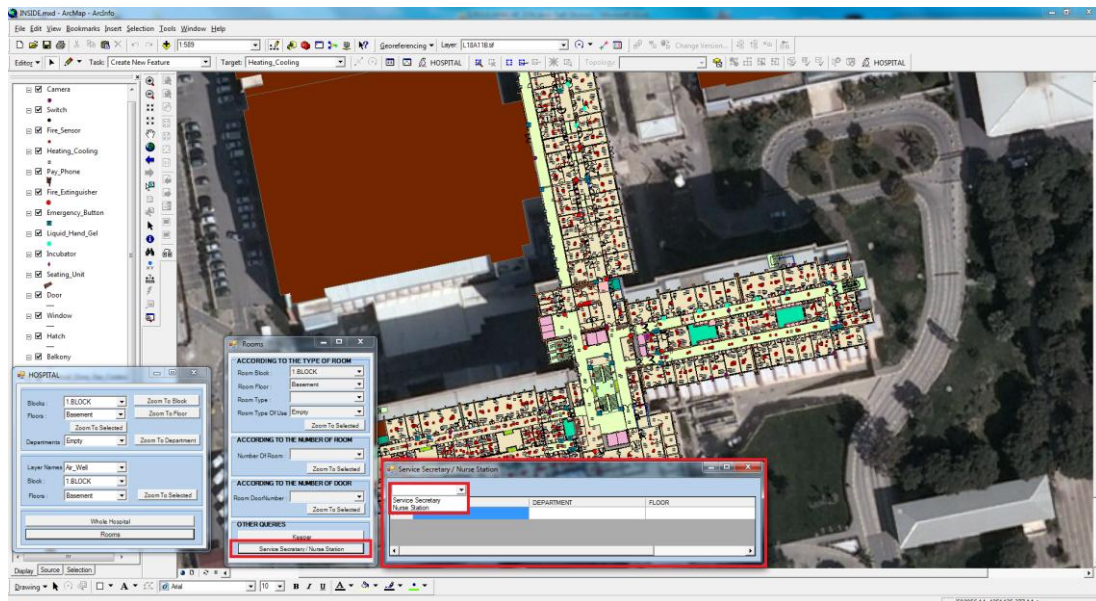 INSIDE.mxd - ArcMap - ArcInfo
File Edit View Bookmarks Insert Selection Tools Window Help
1:589 Georeferencing Layer: L18A11B.tif Change Version...
Editor Task: Create New Feature Target: Heating_Cooling HOSPITAL Topology: HOSPITAL
Camera
Switch
Fire_Sensor
Heating_Cooling
Pay_Phone
Fire_Extinguisher
Emergency_Button
Liquid_Hand_Gel
Incubator
Seating_Unit
Door
Window
Hatch
Balkony
HOSPITAL
Blocks : 1.BLOCK Zoom To Block
Floors : Basement Zoom To Floor
Zoom To Selected
Departments Empty Zoom To Department
Layer Names Air_Well
Block : 1.BLOCK
Floors : Basement Zoom To Selected
Whole Hospital
Rooms
Rooms
ACCORDING TO THE TYPE OF ROOM
Room Block : 1.BLOCK
Room Floor : Basement
Room Type :
Room Type Of Use Empty
Zoom To Selected
ACCORDING TO THE NUMBER OF ROOM
Number Of Room :
Zoom To Selected
ACCORDING TO THE NUMBER OF DOOR
Room DoorNumber :
Zoom To Selected
OTHER QUERIES
Keeper
Service Secretary / Nurse Station
Service Secretary / Nurse Station
Service Secretary
Nurse Station
DEPARTMENT FLOOR
Display Source Selection
Drawing A Arial 10 B I U A